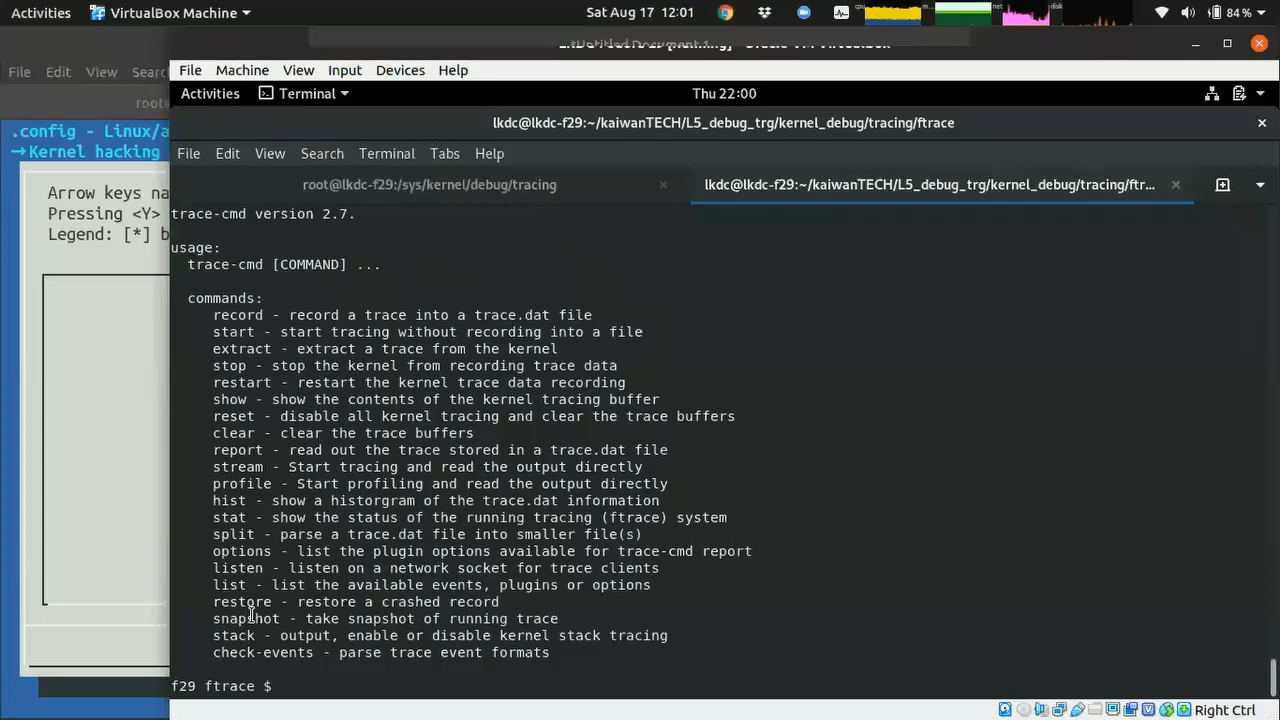 VirtualBox Machine
Sat Aug 17 12:01
84 %
File Edit View Searc
File Machine View Input Devices Help
Activities Terminal Thu 22:00
root
lkdc@lkdc-f29:~/kaiwanTECH/L5_debug_trg/kernel_debug/tracing/ftrace
.config - Linux/a
→Kernel hacking
File Edit View Search Terminal Tabs Help
Arrow keys na
Pressing <Y>
Legend: [*] b
root@lkdc-f29:/sys/kernel/debug/tracing
lkdc@lkdc-f29:~/kaiwanTECH/L5_debug_trg/kernel_debug/tracing/ftr...
trace-cmd version 2.7.
usage:
trace-cmd [COMMAND] ...
commands:
record - record a trace into a trace.dat file
start - start tracing without recording into a file
extract - extract a trace from the kernel
stop - stop the kernel from recording trace data
restart - restart the kernel trace data recording
show - show the contents of the kernel tracing buffer
reset - disable all kernel tracing and clear the trace buffers
clear - clear the trace buffers
report - read out the trace stored in a trace.dat file
stream - Start tracing and read the output directly
profile - Start profiling and read the output directly
hist - show a historgram of the trace.dat information
stat - show the status of the running tracing (ftrace) system
split - parse a trace.dat file into smaller file(s)
options - list the plugin options available for trace-cmd report
listen - listen on a network socket for trace clients
list - list the available events, plugins or options
restore - restore a crashed record
snapshot - take snapshot of running trace
stack - output, enable or disable kernel stack tracing
check-events - parse trace event formats
f29 ftrace $
Right Ctrl